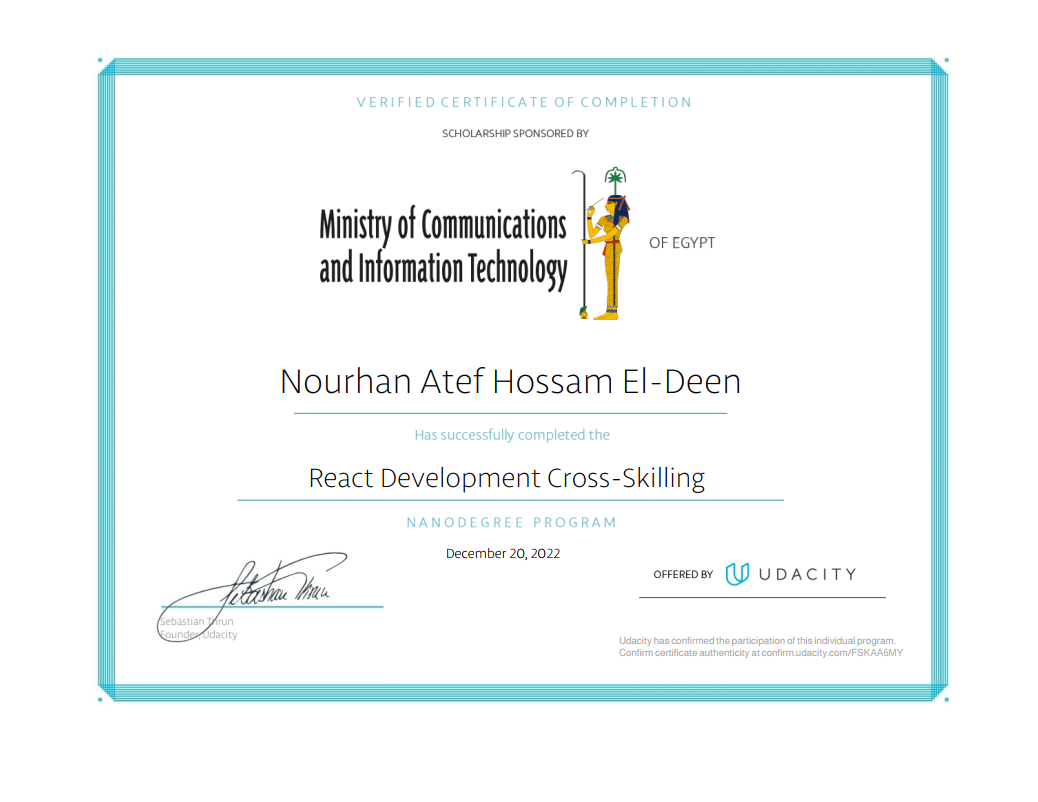 VERIFIED CERTIFICATE OF COMPLETION
SCHOLARSHIP SPONSORED BY
Ministry of Communications
and Information Technology
OF EGYPT
Nourhan Atef Hossam El-Deen
Has successfully completed the
React Development Cross-Skilling
NANODEGREE PROGRAM
December 20, 2022
Sebastian Thrun
Sebastian Thrun
Founder, Udacity
OFFERED BY UDACITY
Udacity has confirmed the participation of this individual program.
Confirm certificate authenticity at confirm.udacity.com/FSKAA6MY